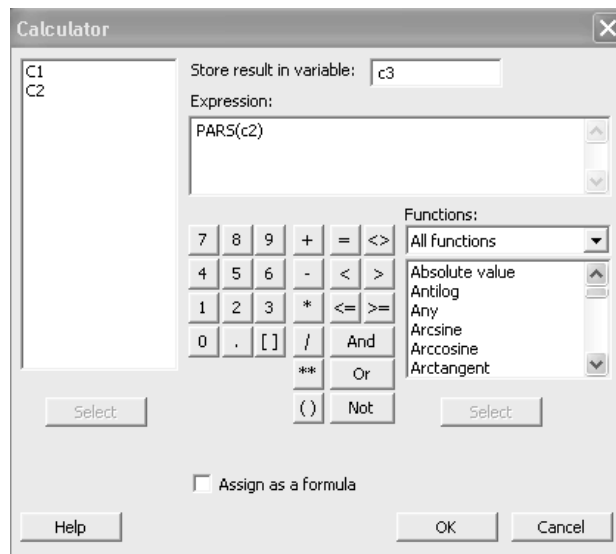 Calculator
C1
C2
Store result in variable: c3
Expression:
PARS(c2)
Functions:
All functions
Absolute value
Antilog
Any
Arcsine
Arccosine
Arctangent
7 8 9 + = <>
4 5 6 - < >
1 2 3 * <= >=
0 . [] / And
** Or
() Not
Select
Select
Assign as a formula
Help
OK
Cancel